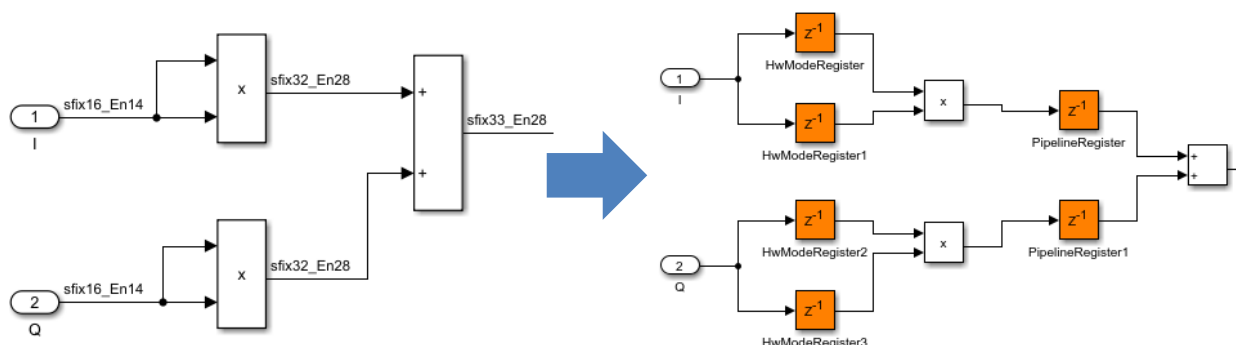 sfix16_En14
1
I
x
sfix32_En28
+
+
sfix33_En28
sfix16_En14
2
Q
x
sfix32_En28
1
I
z-1
HwModeRegister
z-1
HwModeRegister1
x
z-1
PipelineRegister
+
+
2
Q
z-1
HwModeRegister2
z-1
HwModeRegister3
x
z-1
PipelineRegister1